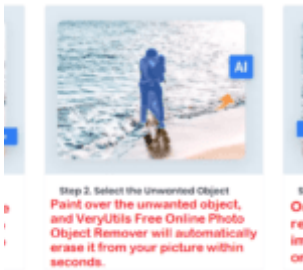 AI
Step 2. Select the Unwanted Object
Paint over the unwanted object,
and VeryUtils Free Online Photo
Object Remover will automatically
erase it from your picture within
seconds.